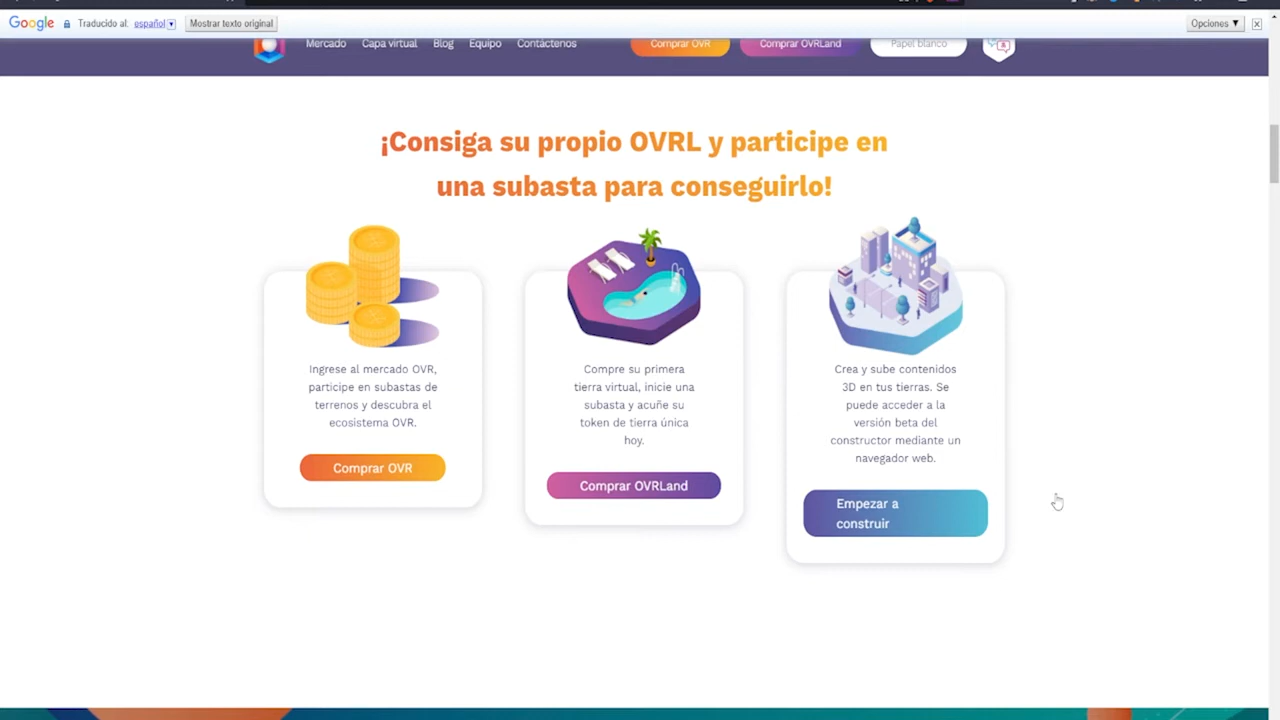 Google Traducido al: español Mostrar texto original Opciones
Mercado Capa virtual Blog Equipo Contáctenos Comprar OVR Comprar OVRLand Papel blanco
¡Consiga su propio OVRL y participe en
una subasta para conseguirlo!
Ingrese al mercado OVR,
participe en subastas de
terrenos y descubra el
ecosistema OVR.
Comprar OVR
Compre su primera
tierra virtual, inicie una
subasta y acuñe su
token de tierra única
hoy.
Comprar OVRLand
Crea y sube contenidos
3D en tus tierras. Se
puede acceder a la
versión beta del
constructor mediante un
navegador web.
Empezar a
construir